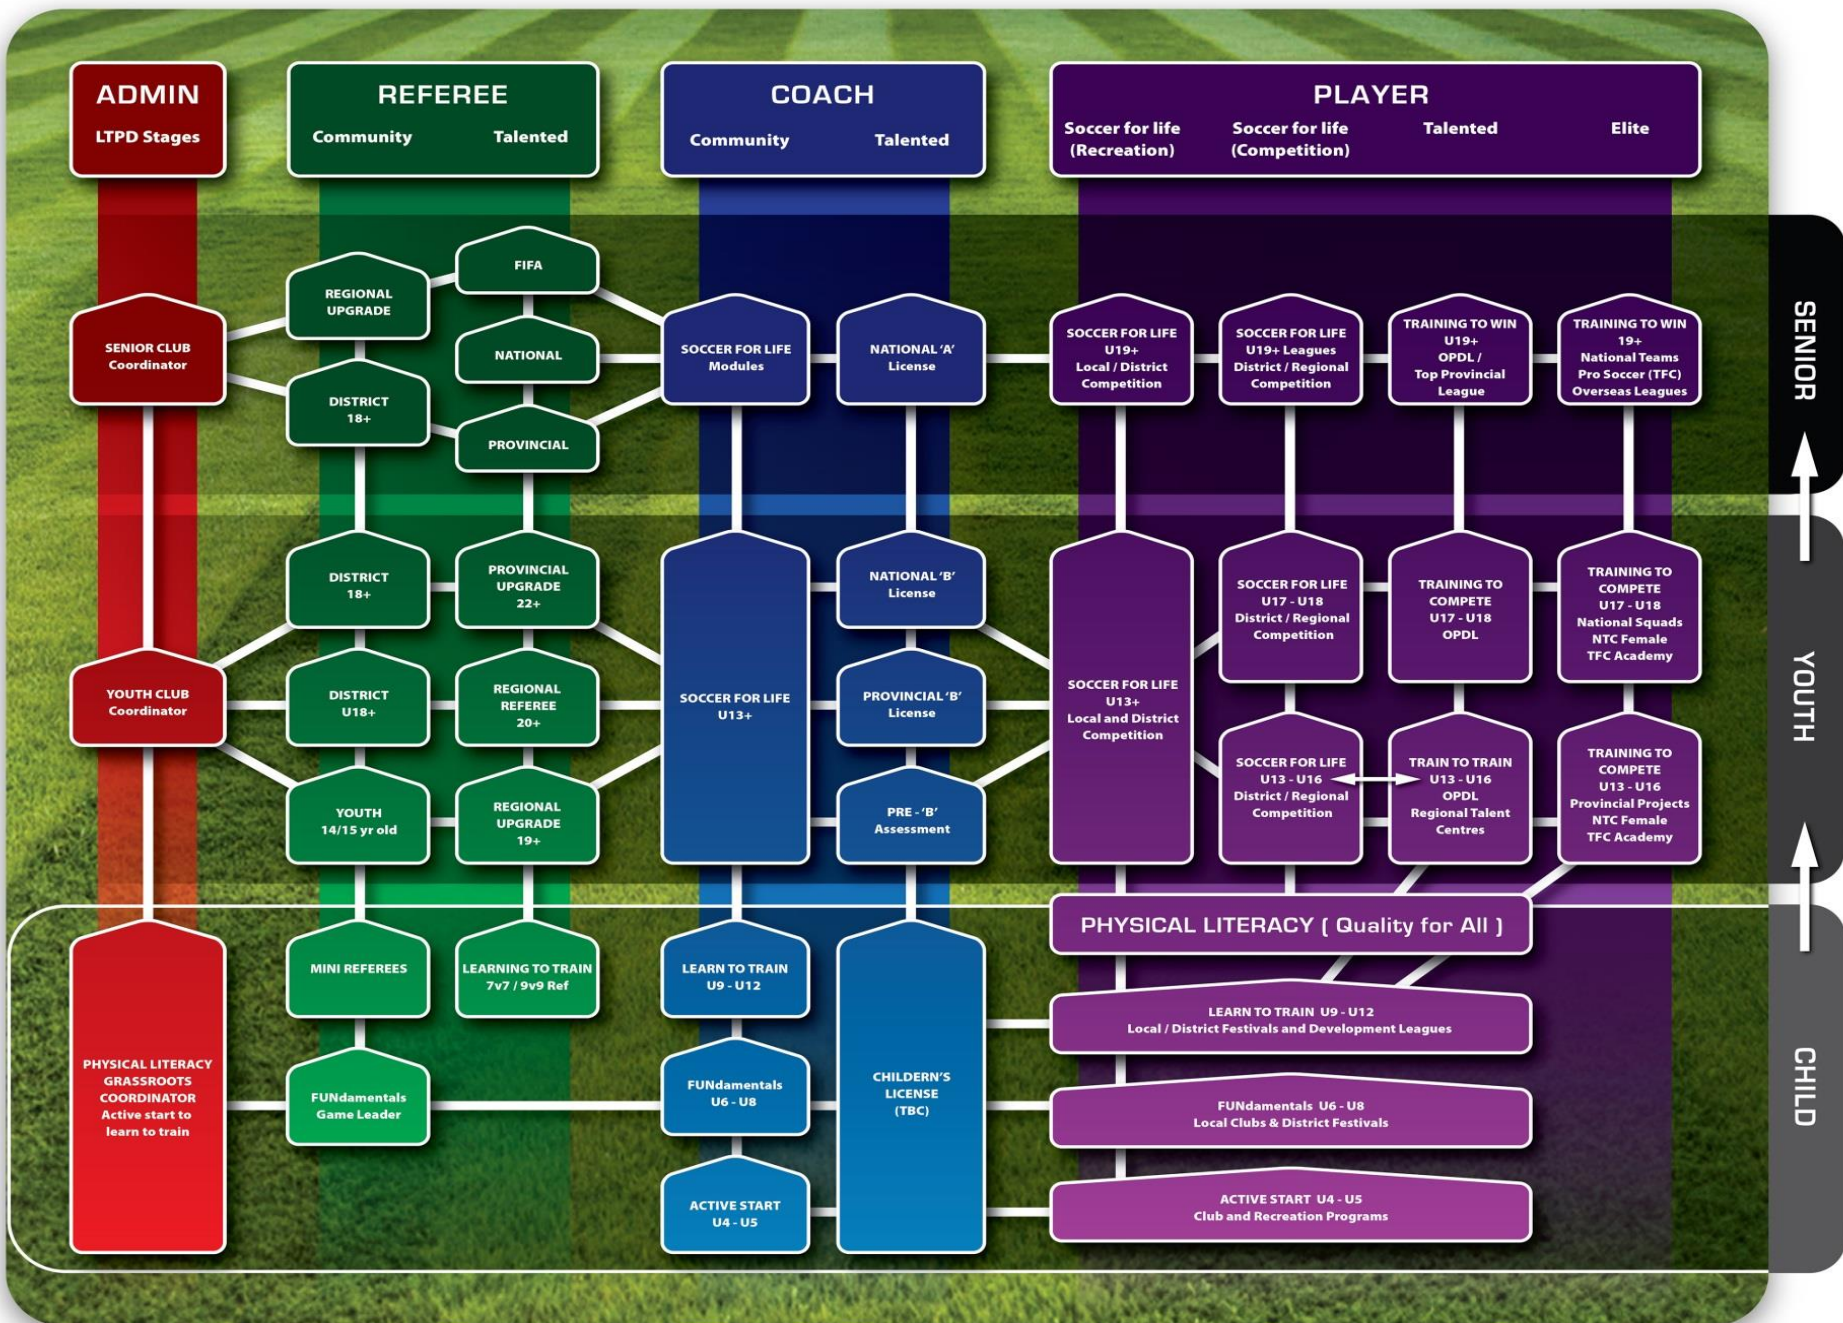 ADMIN
LTPD Stages
REFEREE
Community
Talented
COACH
Community
Talented
PLAYER
Soccer for life
(Recreation)
Soccer for life
(Competition)
Talented
Elite
SENIOR
SENIOR CLUB
Coordinator
REGIONAL
UPGRADE
DISTRICT
18+
FIFA
NATIONAL
PROVINCIAL
SOCCER FOR LIFE
Modules
NATIONAL 'A'
License
SOCCER FOR LIFE
U19+
Local / District
Competition
SOCCER FOR LIFE
U19+ Leagues
District / Regional
Competition
TRAINING TO WIN
U19+
OPDL /
Top Provincial
League
TRAINING TO WIN
19+
National Teams
Pro Soccer (TFC)
Overseas Leagues
YOUTH
YOUTH CLUB
Coordinator
DISTRICT
18+
DISTRICT
U18+
YOUTH
14/15 yr old
PROVINCIAL
UPGRADE
22+
REGIONAL
REFEREE
20+
REGIONAL
UPGRADE
19+
SOCCER FOR LIFE
U13+
NATIONAL 'B'
License
PROVINCIAL 'B'
License
PRE - 'B'
Assessment
SOCCER FOR LIFE
U13+
Local and District
Competition
SOCCER FOR LIFE
U17 - U18
District / Regional
Competition
TRAINING TO
COMPETE
U17 - U18
OPDL
TRAINING TO
COMPETE
U17 - U18
National Squads
NTC Female
TFC Academy
SOCCER FOR LIFE
U13 - U16
District / Regional
Competition
TRAIN TO TRAIN
U13 - U16
OPDL
Regional Talent
Centres
TRAINING TO
COMPETE
U13 - U16
Provincial Projects
NTC Female
TFC Academy
CHILD
PHYSICAL LITERACY
GRASSROOTS
COORDINATOR
Active start to
learn to train
MINI REFEREES
FUNdamentals
Game Leader
LEARNING TO TRAIN
7v7 / 9v9 Ref
LEARN TO TRAIN
U9 - U12
FUNdamentals
U6 - U8
ACTIVE START
U4 - U5
CHILDERN'S
LICENSE
(TBC)
PHYSICAL LITERACY ( Quality for All )
LEARN TO TRAIN U9 - U12
Local / District Festivals and Development Leagues
FUNdamentals U6 - U8
Local Clubs & District Festivals
ACTIVE START U4 - U5
Club and Recreation Programs